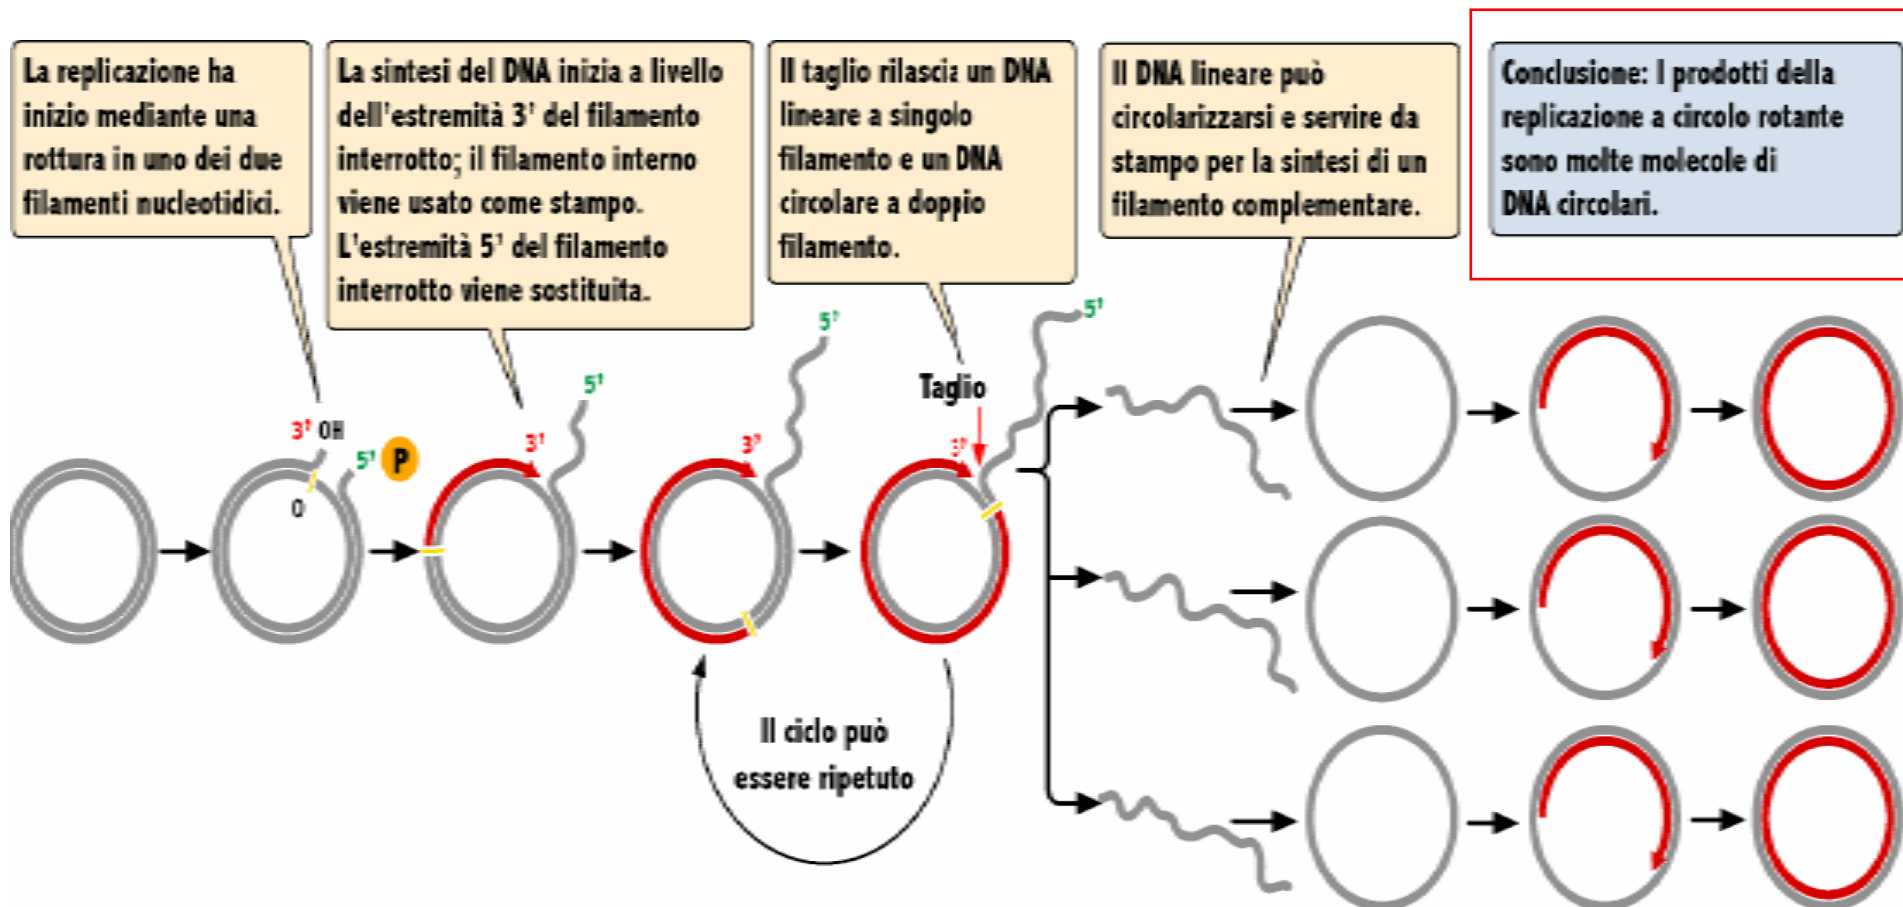 La replicazione ha
inizio mediante una
rottura in uno dei due
filamenti nucleotidici.
La sintesi del DNA inizia a livello
dell'estremità 3' del filamento
interrotto; il filamento interno
viene usato come stampo.
L'estremità 5' del filamento
interrotto viene sostituita.
Il taglio rilascia un DNA
lineare a singolo
filamento e un DNA
circolare a doppio
filamento.
Il DNA lineare può
circolarizzarsi e servire da
stampo per la sintesi di un
filamento complementare.
Conclusione: I prodotti della
replicazione a circolo rotante
sono molte molecole di
DNA circolari.
3' OH
5' P
O
3'
5'
3'
5'
Taglio
3'
5'
Il ciclo può
essere ripetuto